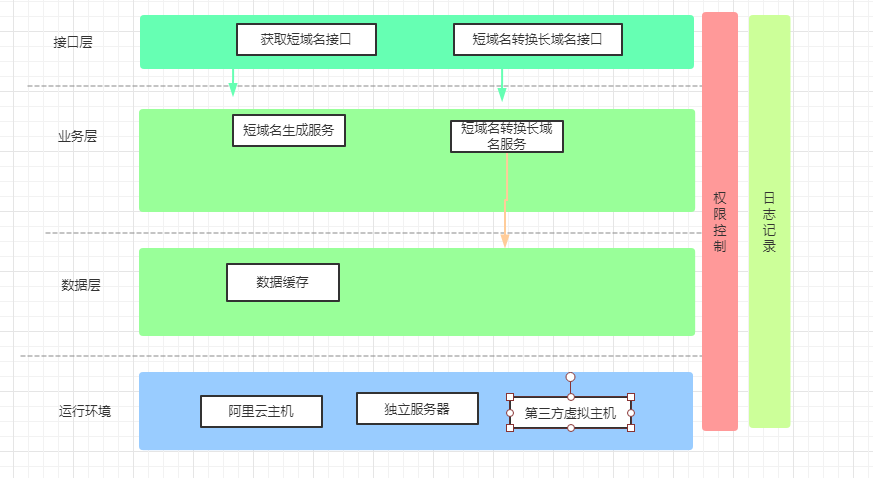 接口层
获取短域名接口
短域名转换长域名接口
业务层
短域名生成服务
短域名转换长域
名服务
数据层
数据缓存
运行环境
阿里云主机
独立服务器
第三方虚拟主机
权
限
控
制
日
志
记
录